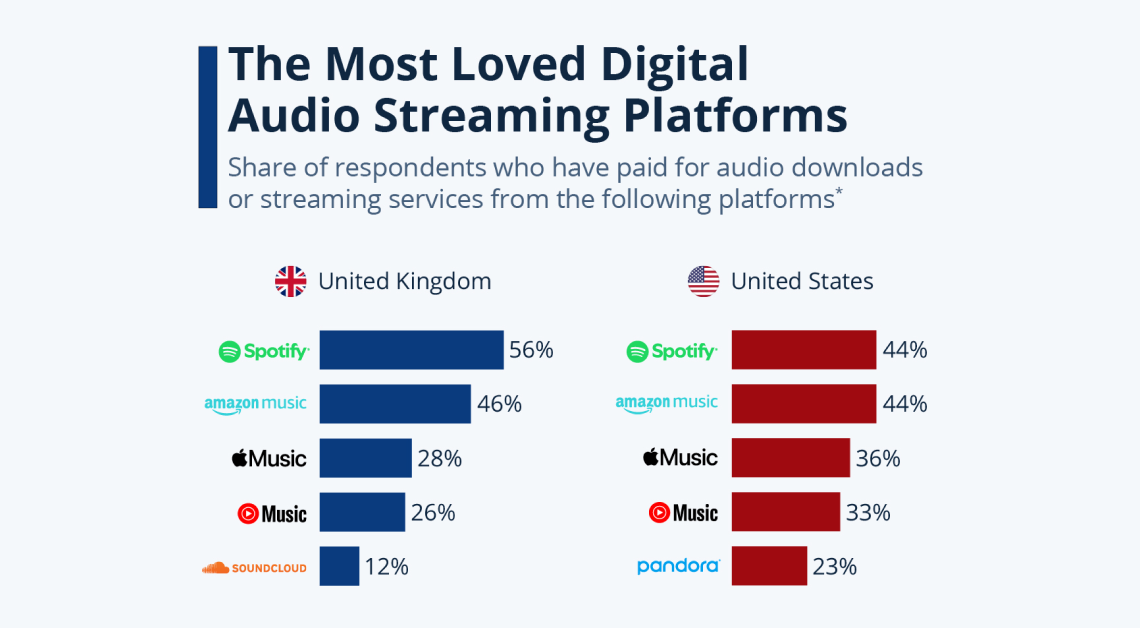 The Most Loved Digital
Audio Streaming Platforms
Share of respondents who have paid for audio downloads
or streaming services from the following platforms*
United Kingdom
Spotify 56%
amazon music 46%
Music 28%
Music 26%
SOUNDCLOUD 12%
United States
Spotify 44%
amazon music 44%
Music 36%
Music 33%
pandora 23%